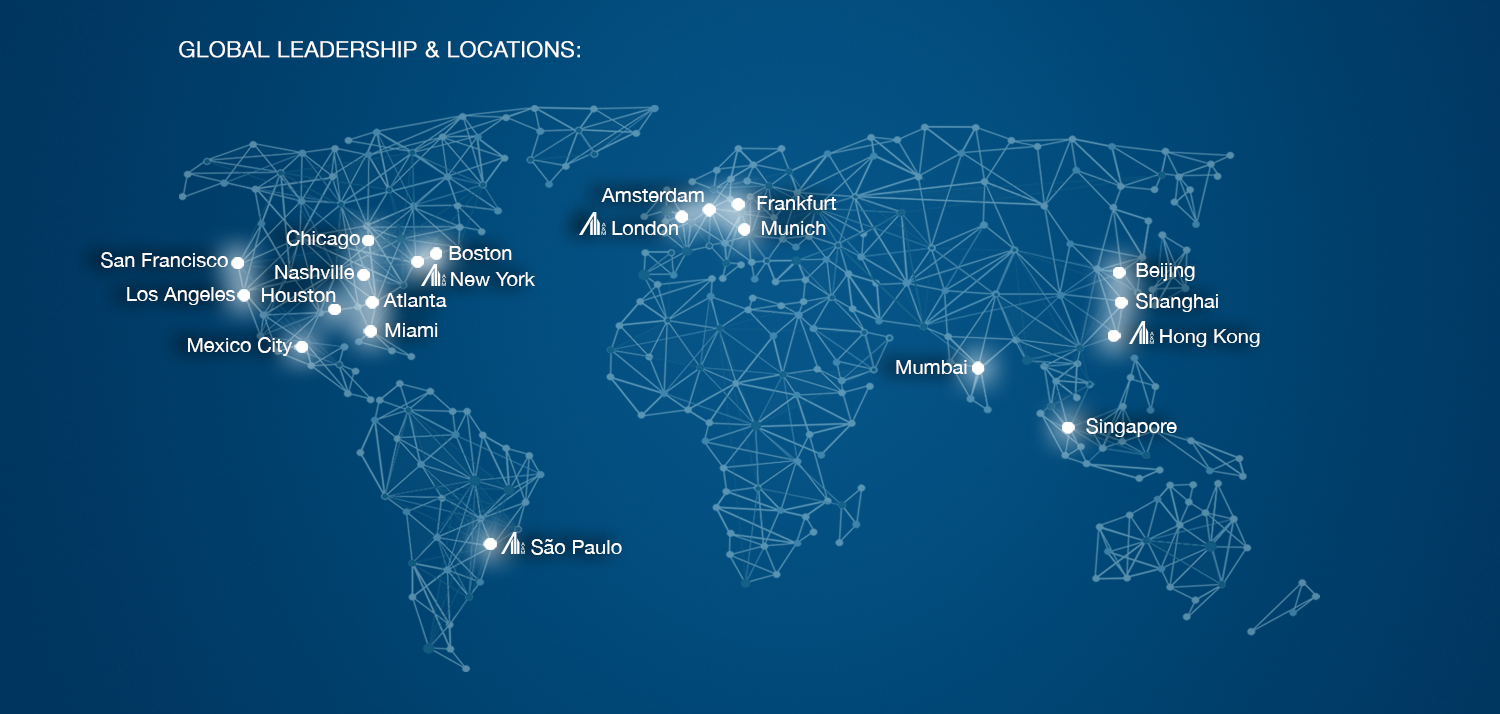 GLOBAL LEADERSHIP & LOCATIONS:
Amsterdam
Frankfurt
London
Munich
Chicago
San Francisco
Boston
Nashville
New York
Los Angeles
Houston
Atlanta
Miami
Mexico City
Beijing
Shanghai
Hong Kong
Mumbai
Singapore
São Paulo